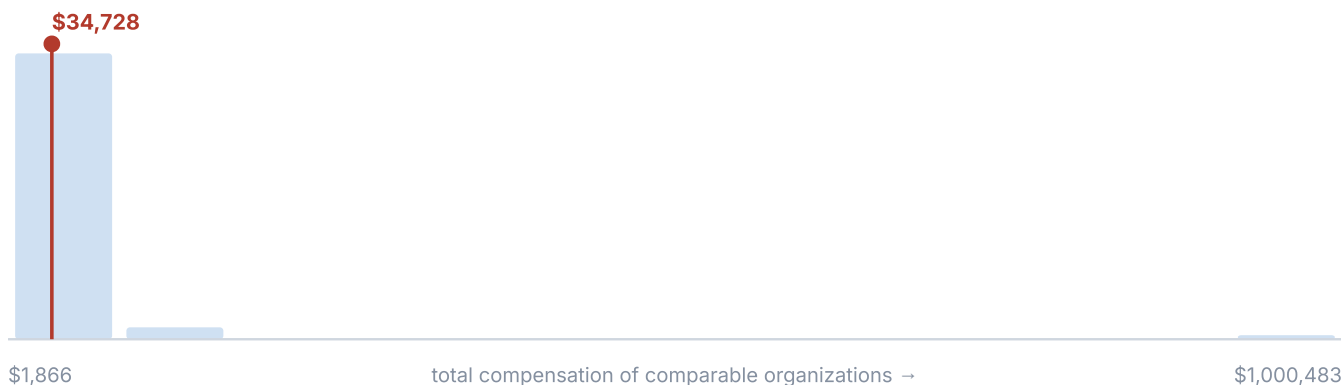 $34,728
$1,866 total compensation of comparable organizations → $1,000,483